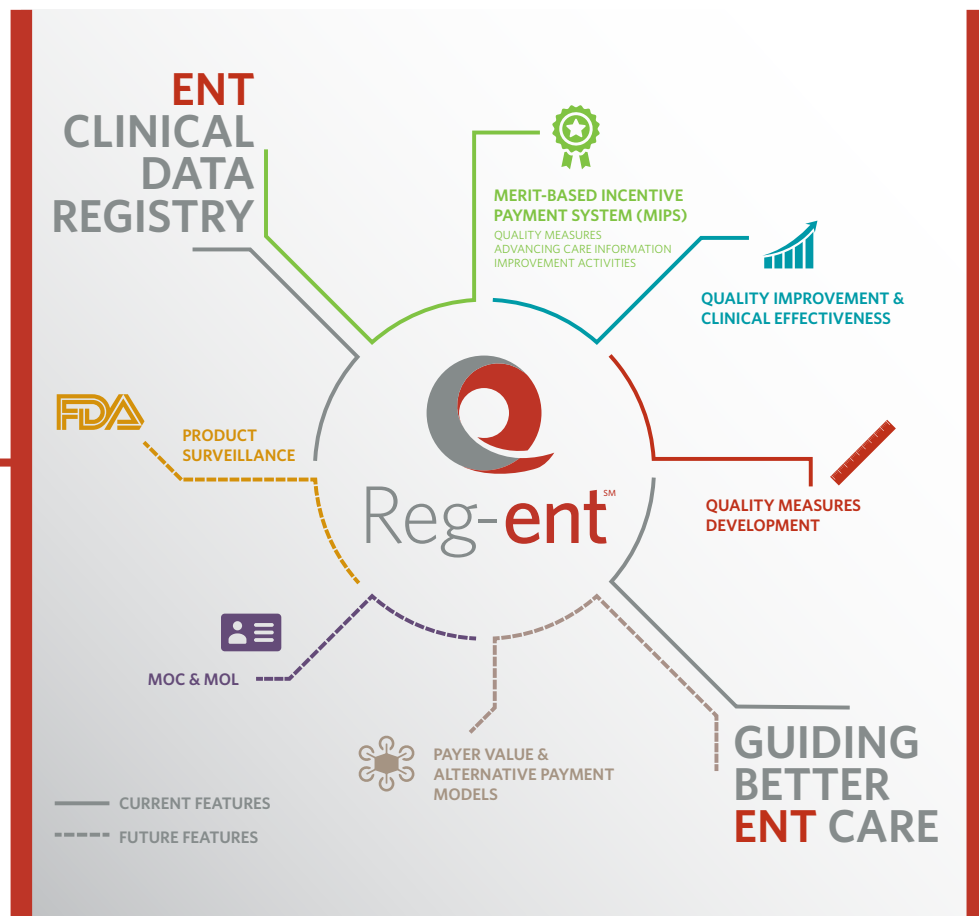 ENT
CLINICAL
DATA
REGISTRY
MERIT-BASED INCENTIVE
PAYMENT SYSTEM (MIPS)
QUALITY MEASURES
ADVANCING CARE INFORMATION
IMPROVEMENT ACTIVITIES
QUALITY IMPROVEMENT &
CLINICAL EFFECTIVENESS
FDA
PRODUCT
SURVEILLANCE
Reg-ent℠
QUALITY MEASURES
DEVELOPMENT
MOC & MOL
PAYER VALUE &
ALTERNATIVE PAYMENT
MODELS
GUIDING
BETTER
ENT CARE
CURRENT FEATURES
FUTURE FEATURES